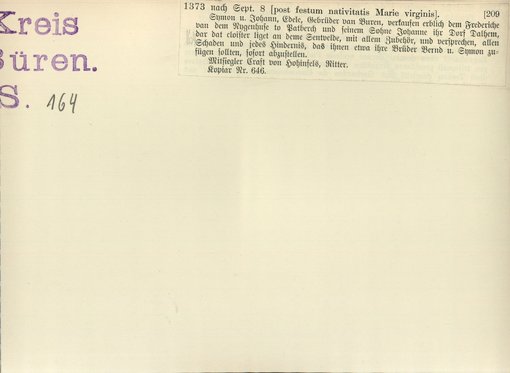 Kreis
Büren.
S. 164
1373 nach Sept. 8 [post festum nativitatis Marie virginis]. [209
Symon u. Johann, Edele, Gebrüder van Buren, verkaufen erblich dem Frederiche
van dem Nygenhuse to Patberch und seinem Sohne Johanne ihr Dorf Dalhem,
dar dat cloister liget an deme Sentvelde, mit allem Zubehör, und versprechen, allen
Schaden und jedes Hindernis, das ihnen etwa ihre Brüder Bernd u. Symon zu-
fügen sollten, sofort abzustellen.
Mitsiegler Craft von Hohinfels, Ritter.
Kopiar Nr. 646.